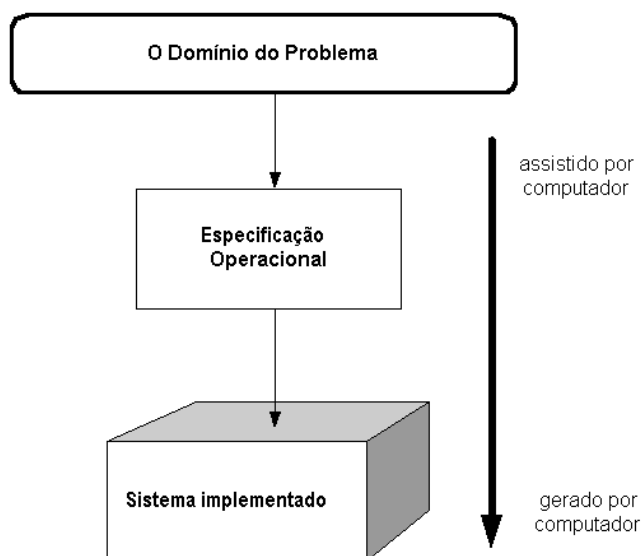 O Domínio do Problema
assistido por
computador
Especificação
Operacional
Sistema implementado
gerado por
computador